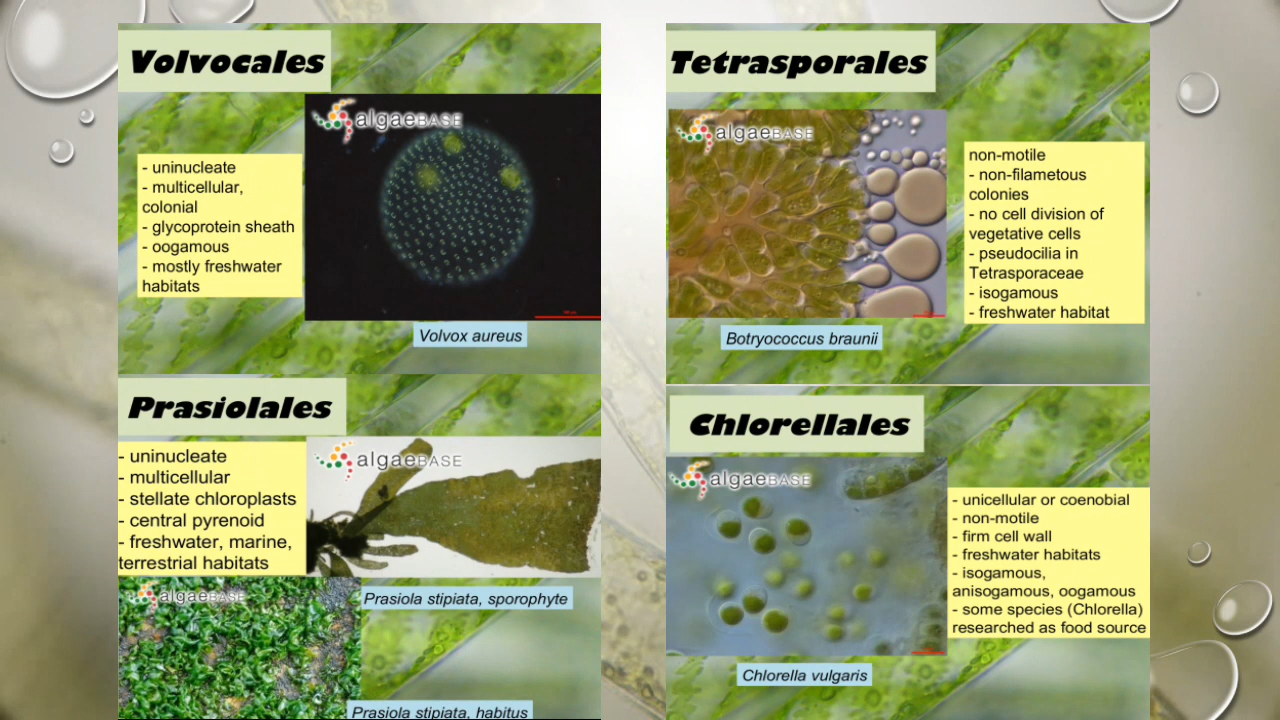 Volvocales
algaeBASE
- uninucleate
- multicellular,
colonial
- glycoprotein sheath
- oogamous
- mostly freshwater
habitats
Volvox aureus
Tetrasporales
algaeBASE
non-motile
- non-filametous
colonies
- no cell division of
vegetative cells
- pseudocilia in
Tetrasporaceae
- isogamous
- freshwater habitat
Botryococcus braunii
Prasiolales
algaeBASE
- uninucleate
- multicellular
- stellate chloroplasts
- central pyrenoid
- freshwater, marine,
terrestrial habitats
Prasiola stipiata, sporophyte
algaeBASE
Prasiola stipiata, habitus
Chlorellales
algaeBASE
- unicellular or coenobial
- non-motile
- firm cell wall
- freshwater habitats
- isogamous,
anisogamous, oogamous
- some species (Chlorella)
researched as food source
Chlorella vulgaris